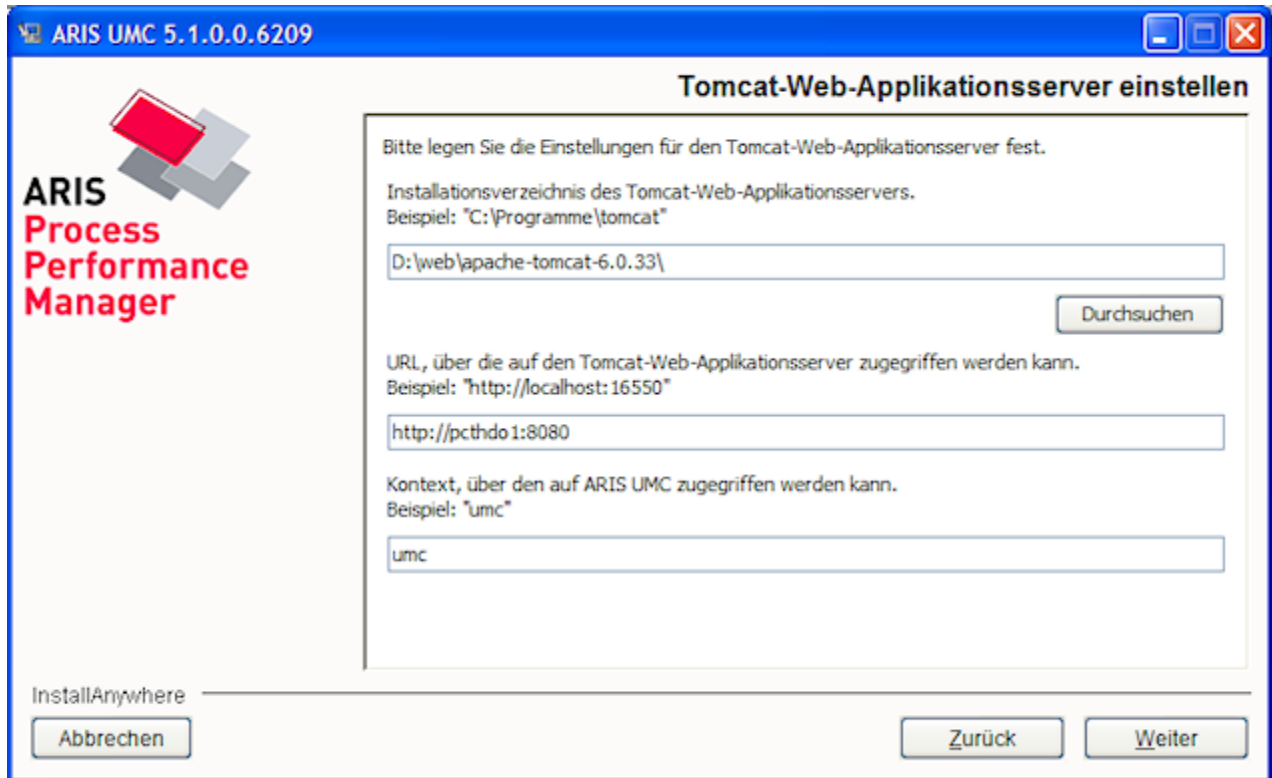 ARIS UMC 5.1.0.0.6209
Tomcat-Web-Applikationsserver einstellen
ARIS
Process
Performance
Manager
Bitte legen Sie die Einstellungen für den Tomcat-Web-Applikationsserver fest.
Installationsverzeichnis des Tomcat-Web-Applikationsservers.
Beispiel: "C:\Programme\tomcat"
D:\web\apache-tomcat-6.0.33\
Durchsuchen
URL, über die auf den Tomcat-Web-Applikationsserver zugegriffen werden kann.
Beispiel: "http://localhost:16550"
http://pcthdo1:8080
Kontext, über den auf ARIS UMC zugegriffen werden kann.
Beispiel: "umc"
umc
InstallAnywhere
Abbrechen
Zurück
Weiter